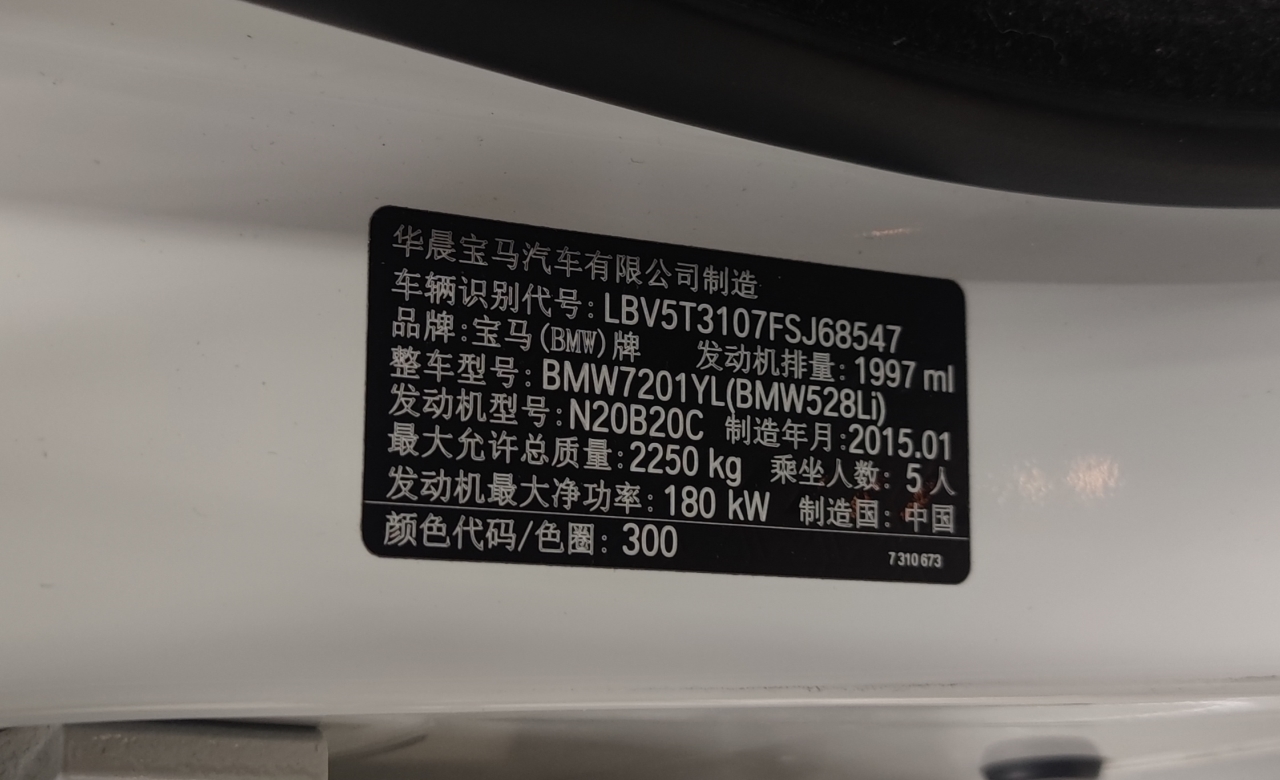 华晨宝马汽车有限公司制造
车辆识别代号：LBV5T3107FSJ68547
品牌：宝马(BMW)牌 发动机排量：1997 ml
整车型号：BMW7201YL(BMW528Li)
发动机型号：N20B20C 制造年月：2015.01
最大允许总质量：2250 kg 乘坐人数：5人
发动机最大净功率：180 kW 制造国：中国
颜色代码/色圈：300 7 310 673